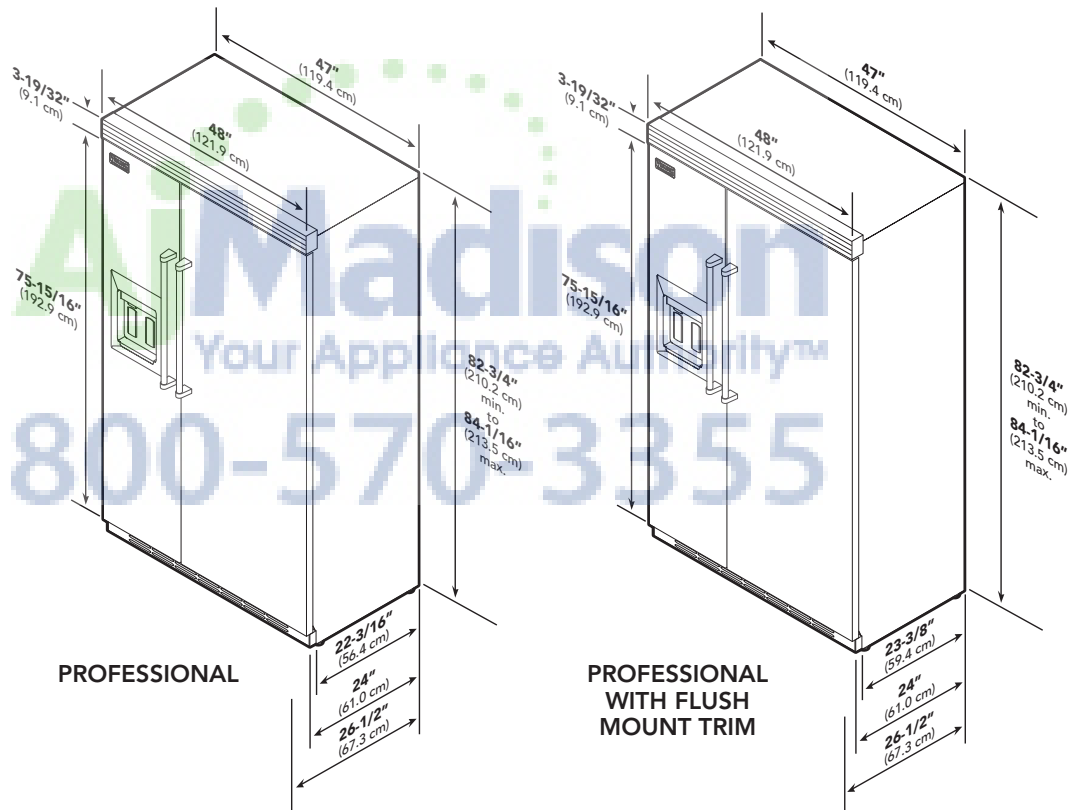 3-19/32"
(9.1 cm)
47"
(119.4 cm)
48"
(121.9 cm)
75-15/16"
(192.9 cm)
82-3/4"
(210.2 cm)
min.
to
84-1/16"
(213.5 cm)
max.
22-3/16"
(56.4 cm)
24"
(61.0 cm)
26-1/2"
(67.3 cm)
PROFESSIONAL
3-19/32"
(9.1 cm)
47"
(119.4 cm)
48"
(121.9 cm)
75-15/16"
(192.9 cm)
82-3/4"
(210.2 cm)
min.
to
84-1/16"
(213.5 cm)
max.
23-3/8"
(59.4 cm)
24"
(61.0 cm)
26-1/2"
(67.3 cm)
PROFESSIONAL
WITH FLUSH
MOUNT TRIM
AjMadison
Your Appliance Authority™
800-570-3355